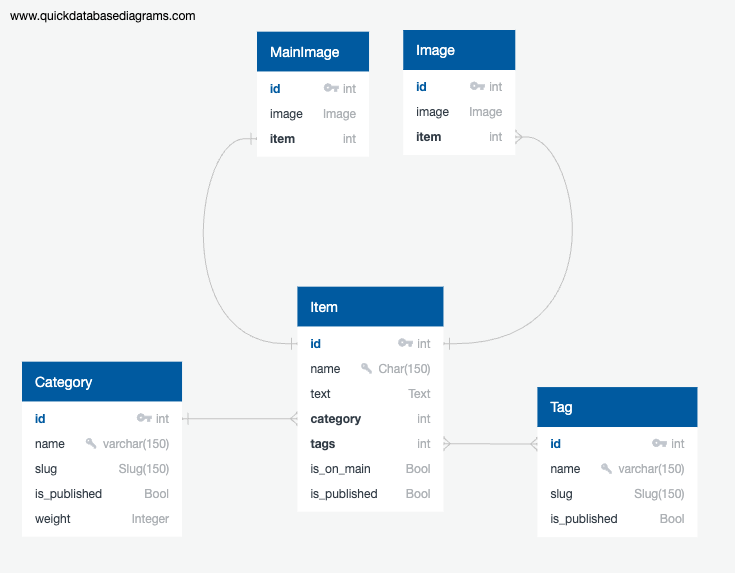 www.quickdatabasediagrams.com
MainImage
id int
image Image
item int
Image
id int
image Image
item int
Item
id int
name Char(150)
text Text
category int
tags int
is_on_main Bool
is_published Bool
Category
id int
name varchar(150)
slug Slug(150)
is_published Bool
weight Integer
Tag
id int
name varchar(150)
slug Slug(150)
is_published Bool